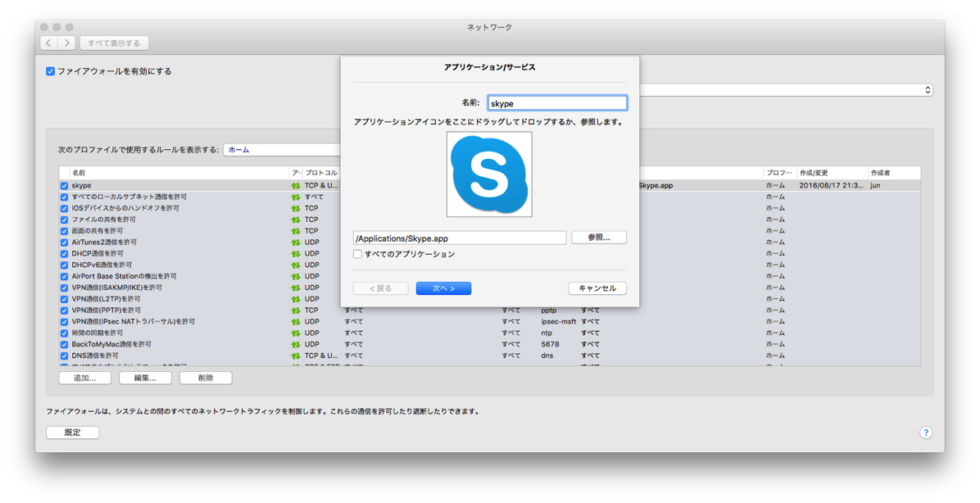 ネットワーク
すべて表示する
ファイアウォールを有効にする
アプリケーション/サービス
名前: skype
アプリケーションアイコンをここにドラッグしてドロップするか、参照します。
S
/Applications/Skype.app 参照...
すべてのアプリケーション
< 戻る 次へ > キャンセル
次のプロファイルで使用するルールを表示する: ホーム
名前 ア· プロトコル プロフ… 作成/変更 作成者
skype TCP & U... Skype.app ホーム 2016/08/17 21:3... jun
すべてのローカルサブネット通信を許可 すべて ホーム
iOSデバイスからのハンドオフを許可 TCP ホーム
ファイルの共有を許可 TCP ホーム
画面の共有を許可 TCP ホーム
AirTunes2通信を許可 UDP ホーム
DHCP通信を許可 UDP ホーム
DHCPv6通信を許可 UDP ホーム
AirPort Base Stationの検出を許可 UDP ホーム
VPN通信(ISAKMP/IKE)を許可 UDP ホーム
VPN通信(L2TP)を許可 UDP ホーム
VPN通信(PPTP)を許可 TCP すべて すべて pptp すべて ホーム
VPN通信(IPsec NATトラバーサル)を許可 UDP すべて すべて ipsec-msft すべて ホーム
時間の同期を許可 UDP すべて すべて ntp すべて ホーム
BackToMyMac通信を許可 UDP すべて すべて 5678 すべて ホーム
DNS通信を許可 TCP & U... すべて すべて dns すべて ホーム
追加... 編集... 削除
ファイアウォールは、システムとの間のすべてのネットワークトラフィックを制御します。これらの通信を許可したり遮断したりできます。
既定 ?